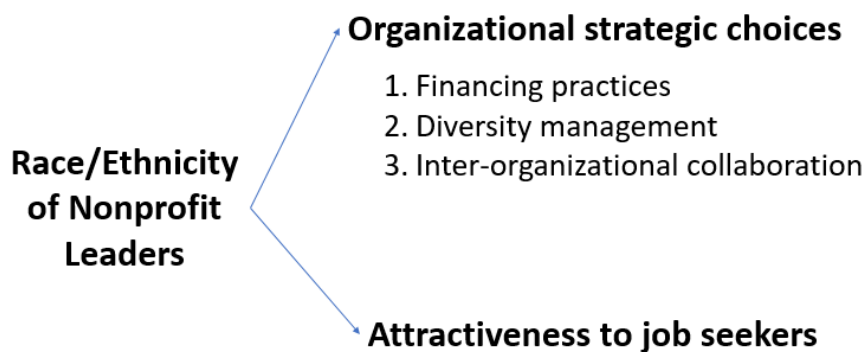 Organizational strategic choices
1. Financing practices
2. Diversity management
3. Inter-organizational collaboration
Race/Ethnicity
of Nonprofit
Leaders
Attractiveness to job seekers